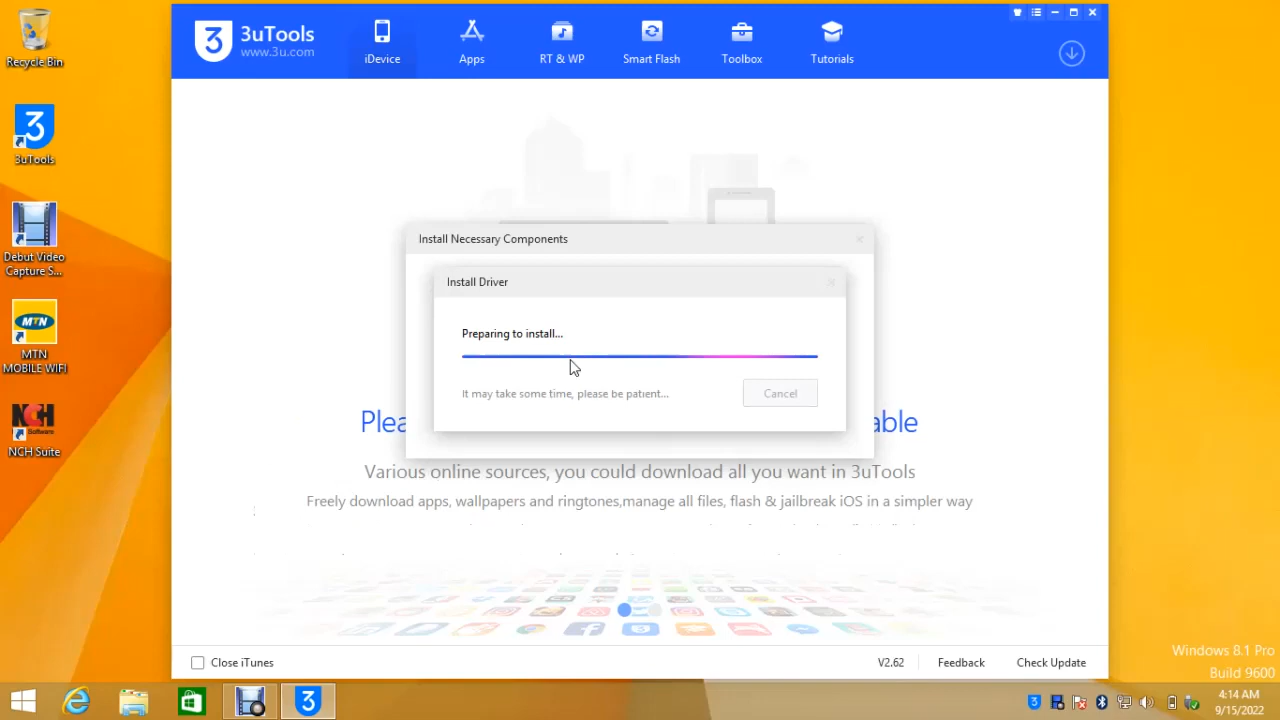 Recycle Bin
3uTools
Debut Video
Capture S...
MTN
MTN
MOBILE WIFI
NCH
Software
NCH Suite
3uTools
www.3u.com
iDevice
Apps
RT & WP
Smart Flash
Toolbox
Tutorials
Install Necessary Components
Install Driver
Preparing to install...
It may take some time, please be patient...
Cancel
Plea
able
Various online sources, you could download all you want in 3uTools
Freely download apps, wallpapers and ringtones,manage all files, flash & jailbreak iOS in a simpler way
Close iTunes
V2.62
Feedback
Check Update
Windows 8.1 Pro
Build 9600
4:14 AM
9/15/2022